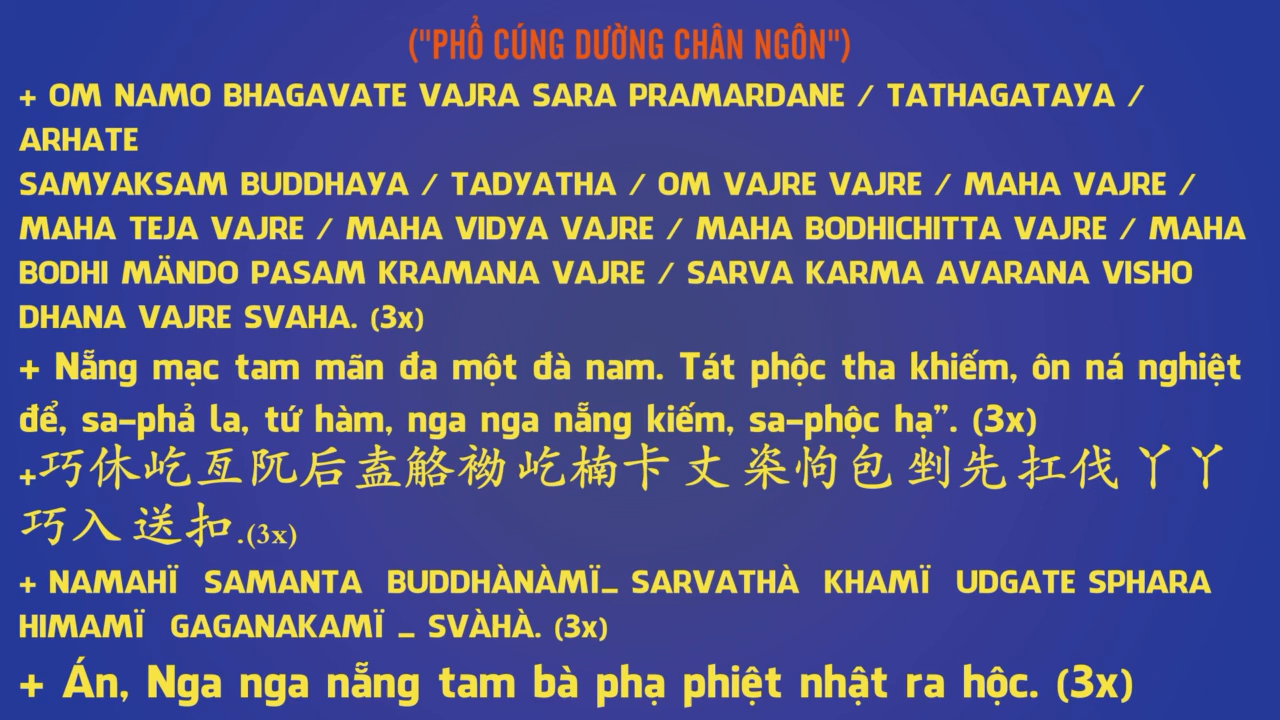 ("PHỔ CÚNG DƯỜNG CHÂN NGÔN")
+ OM NAMO BHAGAVATE VAJRA SARA PRAMARDANE / TATHAGATAYA /
ARHATE
SAMYAKSAM BUDDHAYA / TADYATHA / OM VAJRE VAJRE / MAHA VAJRE /
MAHA TEJA VAJRE / MAHA VIDYA VAJRE / MAHA BODHICHITTA VAJRE / MAHA
BODHI MÄNDO PASAM KRAMANA VAJRE / SARVA KARMA AVARANA VISHO
DHANA VAJRE SVAHA. (3x)
+ Nẵng mạc tam mãn đa một đà nam. Tát phộc tha khiếm, ôn ná nghiệt
để, sa-phả la, tứ hàm, nga nga nẵng kiếm, sa-phộc hạ”. (3x)
+巧休屹亙阢后盍觡袎屹楠卡丈 栥怐包 剉先 扛伐 丫丫
巧入送扣.(3x)
+ NAMAHÏ SAMANTA BUDDHÀNÀMÏ_ SARVATHÀ KHAMÏ UDGATE SPHARA
HIMAMÏ GAGANAKAMÏ _ SVÀHÀ. (3x)
+ Án, Nga nga nẵng tam bà phạ phiệt nhật ra hộc. (3x)